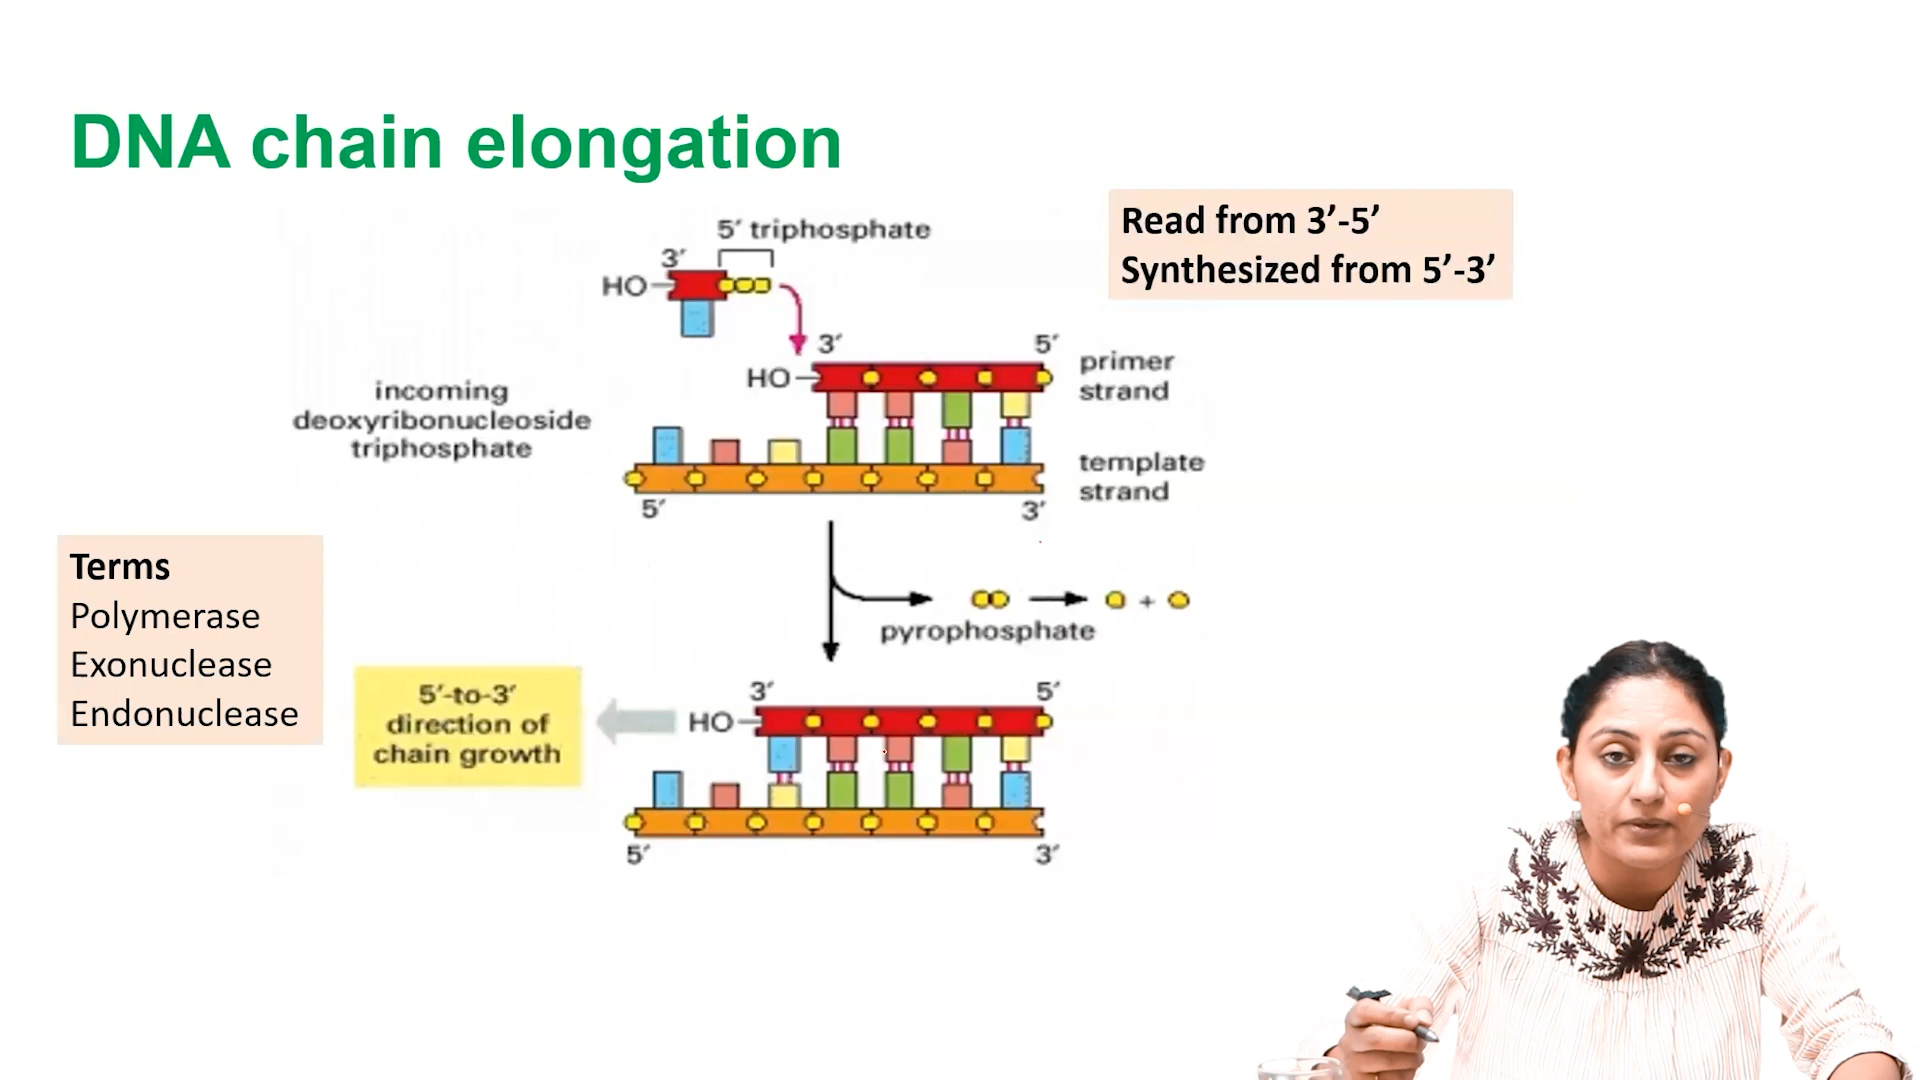 DNA chain elongation
Read from 3’-5’
Synthesized from 5’-3’
5′ triphosphate
3′
HO
3′
5′
HO
primer
strand
incoming
deoxyribonucleoside
triphosphate
template
strand
5′
3′
Terms
Polymerase
Exonuclease
Endonuclease
+
pyrophosphate
5′-to-3′
direction of
chain growth
3′
5′
HO
5′
3′